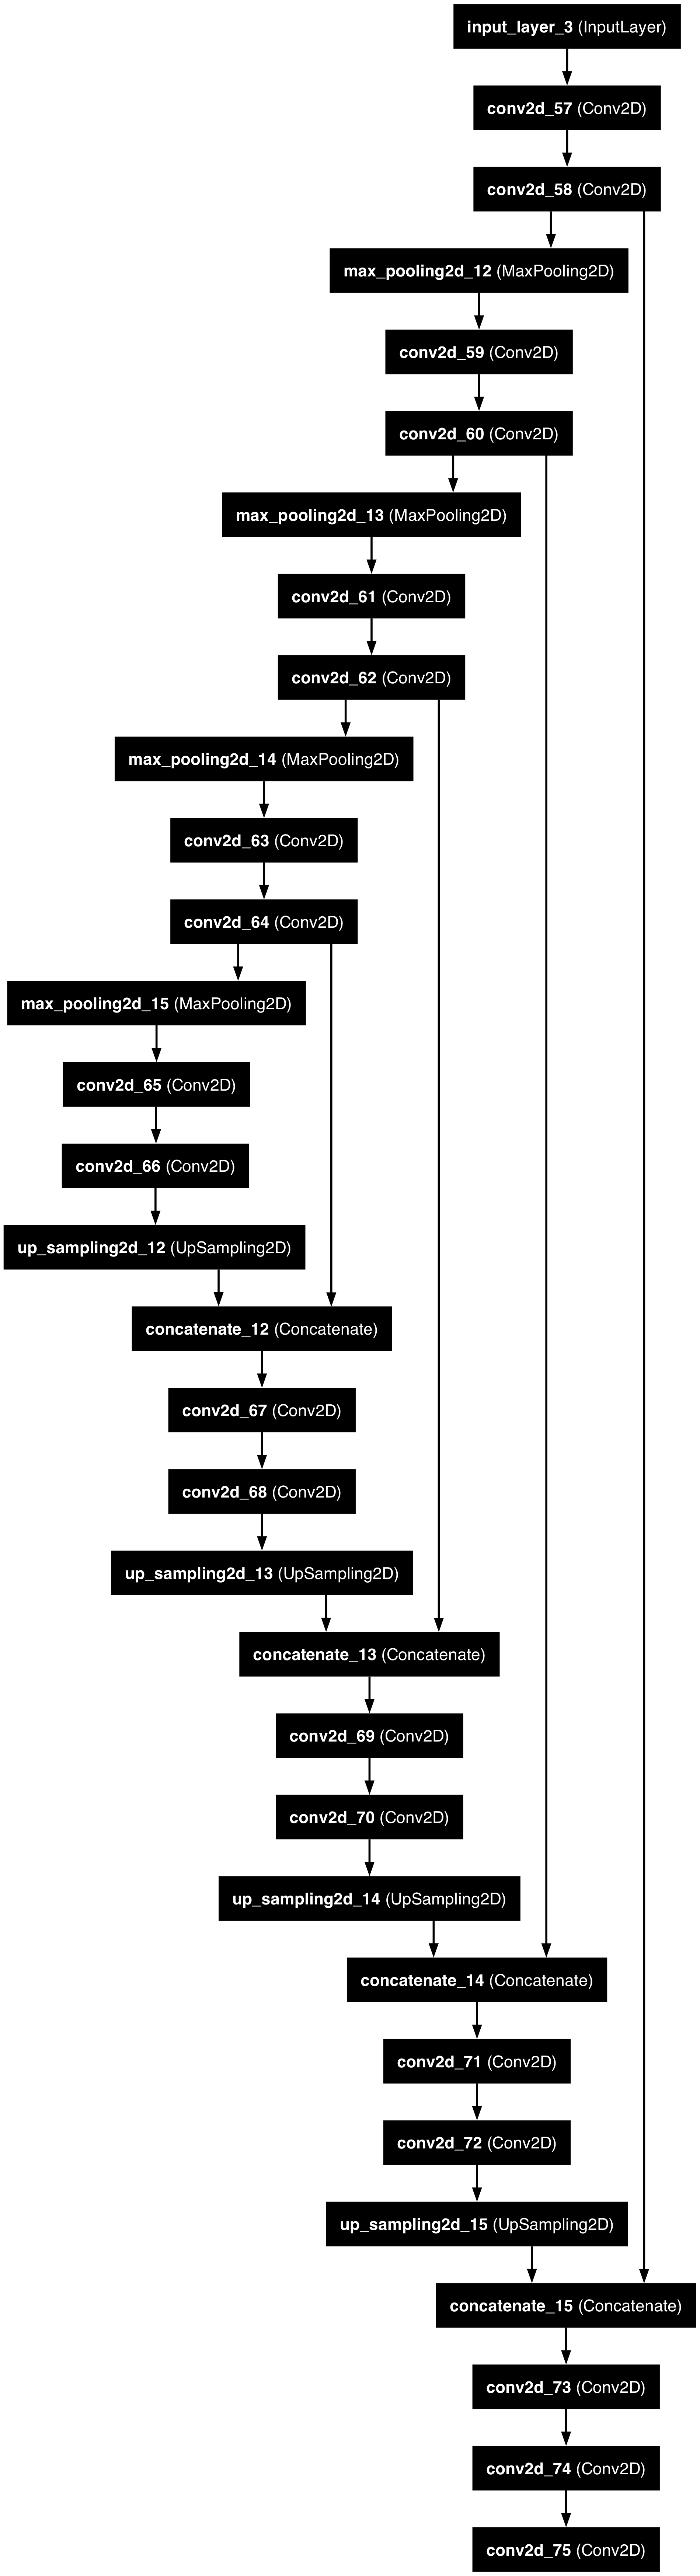 input_layer_3 (InputLayer)
conv2d_57 (Conv2D)
conv2d_58 (Conv2D)
max_pooling2d_12 (MaxPooling2D)
conv2d_59 (Conv2D)
conv2d_60 (Conv2D)
max_pooling2d_13 (MaxPooling2D)
conv2d_61 (Conv2D)
conv2d_62 (Conv2D)
max_pooling2d_14 (MaxPooling2D)
conv2d_63 (Conv2D)
conv2d_64 (Conv2D)
max_pooling2d_15 (MaxPooling2D)
conv2d_65 (Conv2D)
conv2d_66 (Conv2D)
up_sampling2d_12 (UpSampling2D)
concatenate_12 (Concatenate)
conv2d_67 (Conv2D)
conv2d_68 (Conv2D)
up_sampling2d_13 (UpSampling2D)
concatenate_13 (Concatenate)
conv2d_69 (Conv2D)
conv2d_70 (Conv2D)
up_sampling2d_14 (UpSampling2D)
concatenate_14 (Concatenate)
conv2d_71 (Conv2D)
conv2d_72 (Conv2D)
up_sampling2d_15 (UpSampling2D)
concatenate_15 (Concatenate)
conv2d_73 (Conv2D)
conv2d_74 (Conv2D)
conv2d_75 (Conv2D)